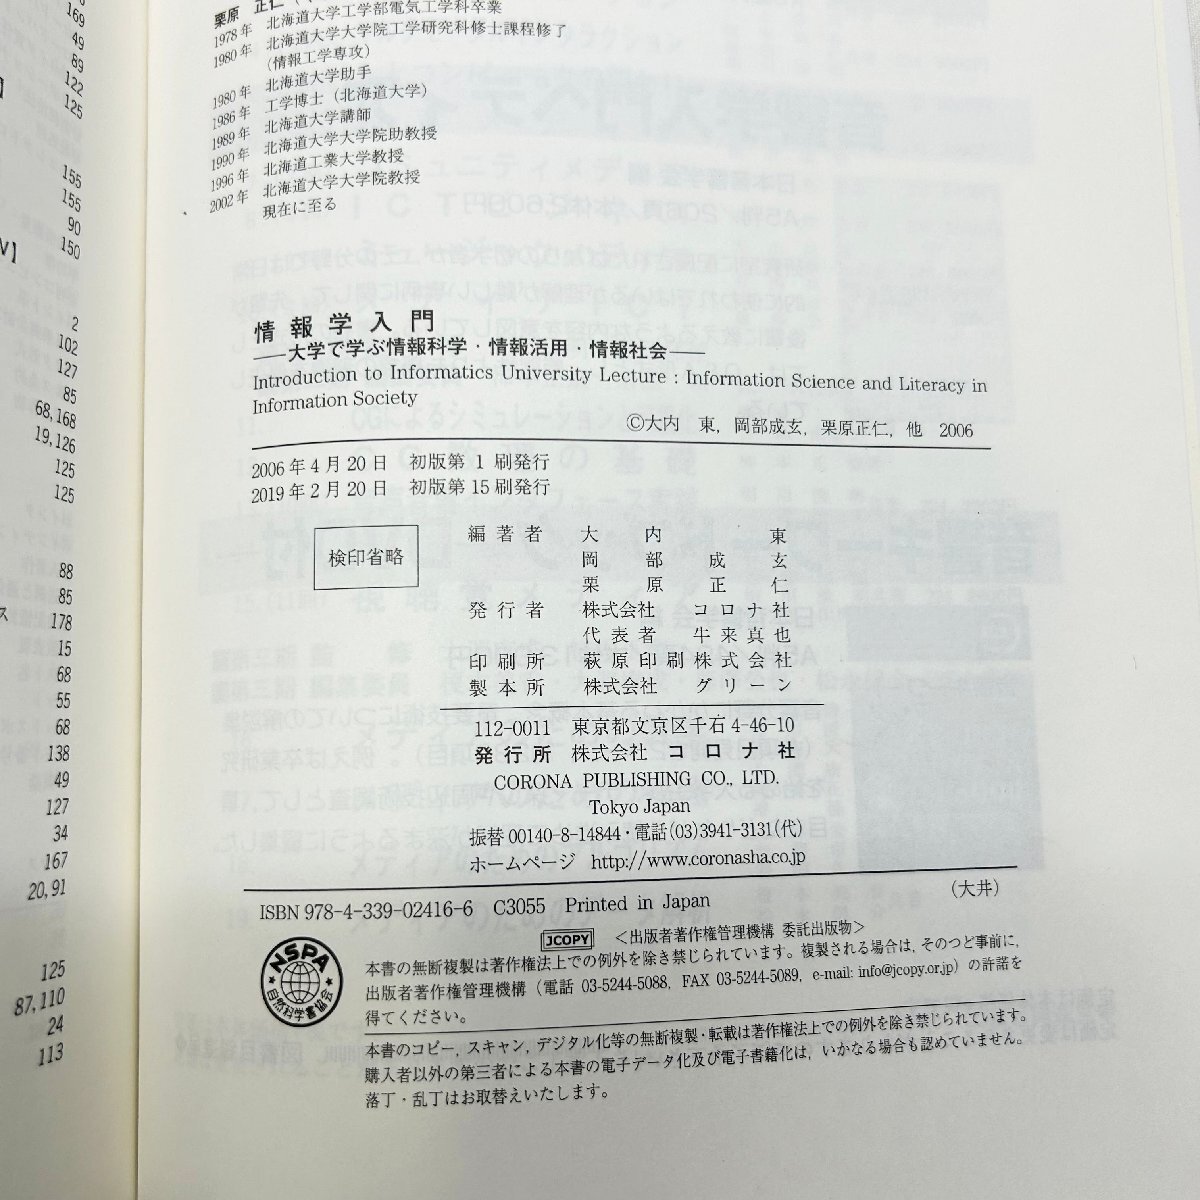 169
49
69
122
125
155
155
90
150
V】
2
102
127
85
68, 168
19, 126
125
125
88
85
ス 178
15
68
55
68
138
49
127
34
167
20, 91
125
87, 110
24
113
栗原 正仁
1978年 北海道大学工学部電気工学科卒業
1980年 北海道大学大学院工学研究科修士課程修了
（情報工学専攻）
1980年 北海道大学助手
1986年 工学博士（北海道大学）
1989年 北海道大学講師
1990年 北海道大学大学院助教授
1996年 北海道工業大学教授
2002年 北海道大学大学院教授
現在に至る
情報学入門
―大学で学ぶ情報科学・情報活用・情報社会―
Introduction to Informatics University Lecture : Information Science and Literacy in
Information Society
©大内 東，岡部成玄，栗原正仁，他 2006
2006年4月20日 初版第1刷発行
2019年2月20日 初版第15刷発行
検印省略
編著者 大内 東
岡部成玄
栗原正仁
発行者 株式会社 コロナ社
代表者 牛来真也
印刷所 萩原印刷株式会社
製本所 株式会社 グリーン
112-0011 東京都文京区千石4-46-10
発行所 株式会社 コロナ社
CORONA PUBLISHING CO., LTD.
Tokyo Japan
振替 00140-8-14844・電話(03)3941-3131(代)
ホームページ http://www.coronasha.co.jp
ISBN 978-4-339-02416-6 C3055 Printed in Japan （大井）
NSPA
自然科学書協会
JCOPY ＜出版者著作権管理機構 委託出版物＞
本書の無断複製は著作権法上での例外を除き禁じられています。複製される場合は，そのつど事前に，
出版者著作権管理機構（電話 03-5244-5088，FAX 03-5244-5089，e-mail: info@jcopy.or.jp）の許諾を
得てください。
本書のコピー，スキャン，デジタル化等の無断複製・転載は著作権法上での例外を除き禁じられています。
購入者以外の第三者による本書の電子データ化及び電子書籍化は，いかなる場合も認めていません。
落丁・乱丁はお取替えいたします。